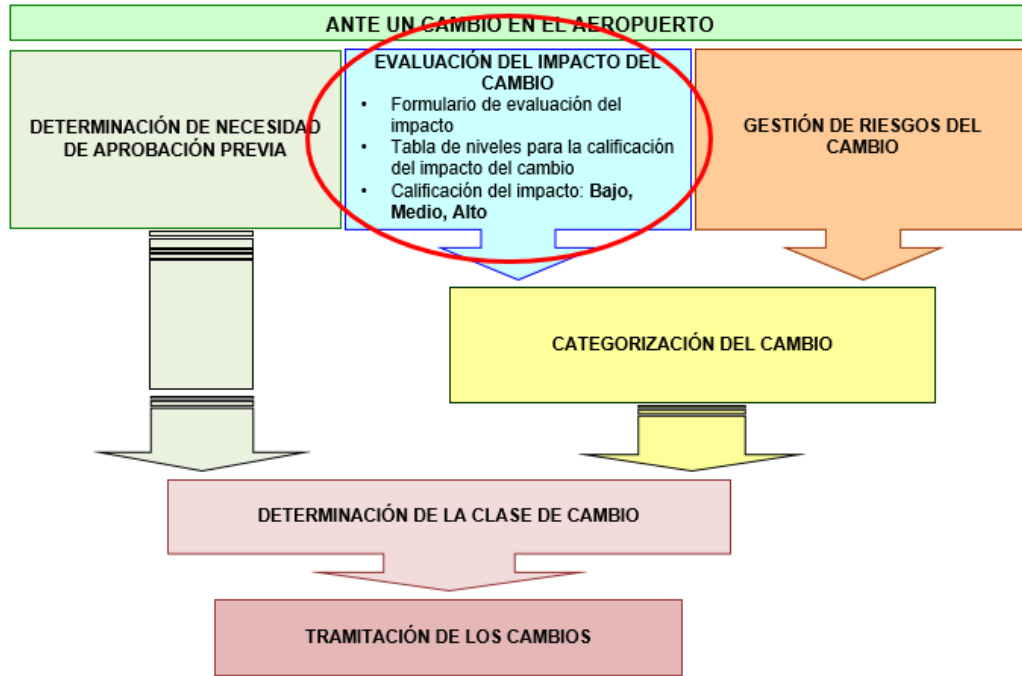 ANTE UN CAMBIO EN EL AEROPUERTO
DETERMINACIÓN DE NECESIDAD
DE APROBACIÓN PREVIA
EVALUACIÓN DEL IMPACTO DEL
CAMBIO
• Formulario de evaluación del
impacto
• Tabla de niveles para la calificación
del impacto del cambio
• Calificación del impacto: Bajo,
Medio, Alto
GESTIÓN DE RIESGOS DEL
CAMBIO
CATEGORIZACIÓN DEL CAMBIO
DETERMINACIÓN DE LA CLASE DE CAMBIO
TRAMITACIÓN DE LOS CAMBIOS